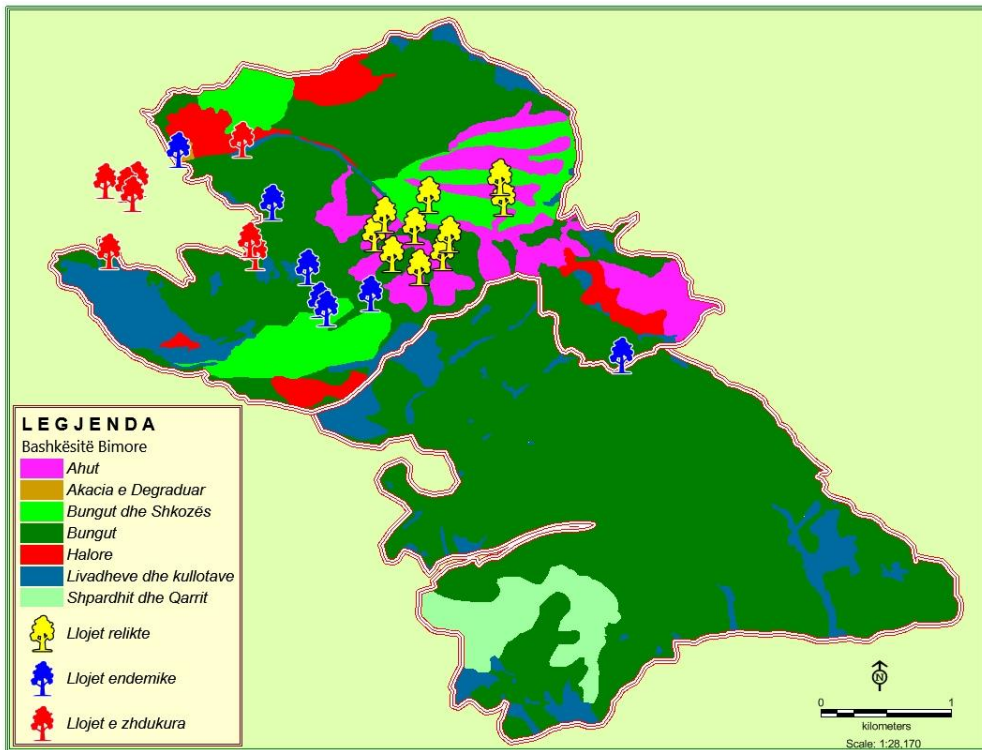 LEGJENDA
Bashkësitë Bimore
Ahut
Akacia e Degraduar
Bungut dhe Shkozës
Bungut
Halore
Livadheve dhe kullotave
Shpardhit dhe Qarrit
Llojet relikte
Llojet endemike
Llojet e zhdukura
N
0 1
kilometers
Scale: 1:28,170